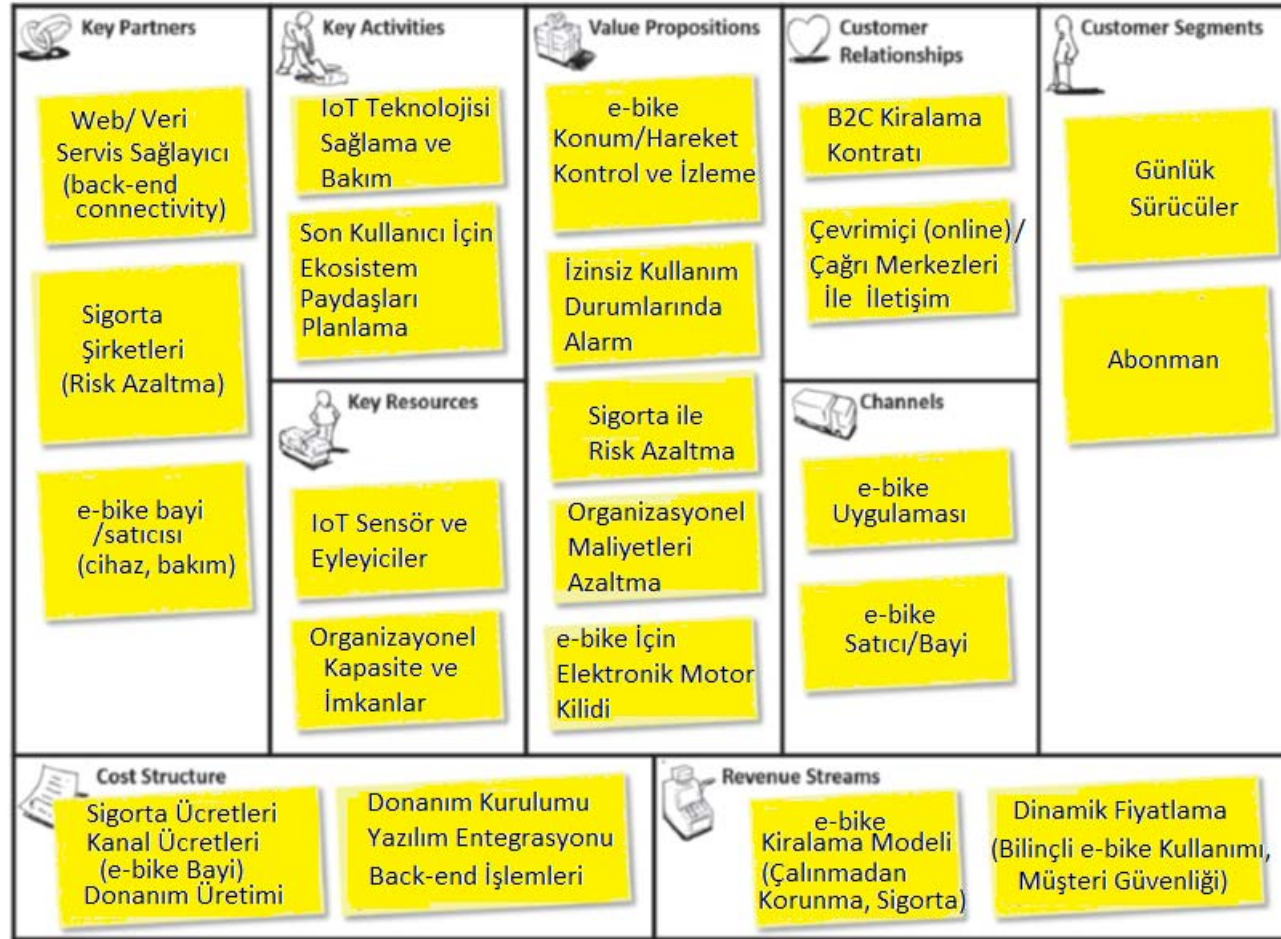 Key Partners
Web/ Veri
Servis Sağlayıcı
(back-end
connectivity)
Sigorta
Şirketleri
(Risk Azaltma)
e-bike bayi
/satıcısı
(cihaz, bakım)
Key Activities
IoT Teknolojisi
Sağlama ve
Bakım
Son Kullanıcı İçin
Ekosistem
Paydaşları
Planlama
Key Resources
IoT Sensör ve
Eyleyiciler
Organizayonel
Kapasite ve
İmkanlar
Value Propositions
e-bike
Konum/Hareket
Kontrol ve İzleme
İzinsiz Kullanım
Durumlarında
Alarm
Sigorta ile
Risk Azaltma
Organizasyonel
Maliyetleri
Azaltma
e-bike İçin
Elektronik Motor
Kilidi
Customer
Relationships
B2C Kiralama
Kontratı
Çevrimiçi (online)/
Çağrı Merkezleri
İle İletişim
Channels
e-bike
Uygulaması
e-bike
Satıcı/Bayi
Customer Segments
Günlük
Sürücüler
Abonman
Cost Structure
Sigorta Ücretleri
Kanal Ücretleri
(e-bike Bayi)
Donanım Üretimi
Donanım Kurulumu
Yazılım Entegrasyonu
Back-end İşlemleri
Revenue Streams
e-bike
Kiralama Modeli
(Çalınmadan
Korunma, Sigorta)
Dinamik Fiyatlama
(Bilinçli e-bike Kullanımı,
Müşteri Güvenliği)